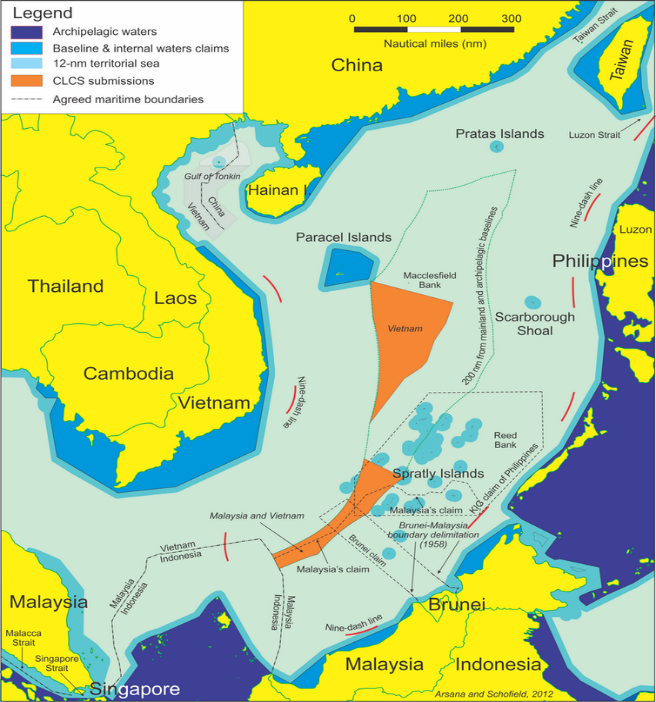 Legend
Archipelagic waters
Baseline & internal waters claims
12-nm territorial sea
CLCS submissions
Agreed maritime boundaries
0 100 200 300
Nautical miles (nm)
Taiwan Strait
Taiwan
China
Pratas Islands
Luzon Strait
Gulf of Tonkin
Hainan I
China
Vietnam
Nine-dash line
Luzon
Paracel Islands
Philippines
Macclesfield
Bank
200 nm from mainland and archipelagic baselines
Thailand
Laos
Vietnam
Scarborough
Shoal
Cambodia
Vietnam
Nine-dash line
Reed
Bank
Spratly Islands
KIG claim of Philippines
Malaysia's claim
Malaysia and Vietnam
Brunei-Malaysia
boundary delimitation
(1958)
Vietnam
Indonesia
Brunei claim
Malaysia's claim
Malaysia
Indonesia
Malaysia
Indonesia
Malaysia
Brunei
Nine-dash line
Malacca
Strait
Singapore
Strait
Malaysia
Indonesia
Singapore
Arsana and Schofield, 2012